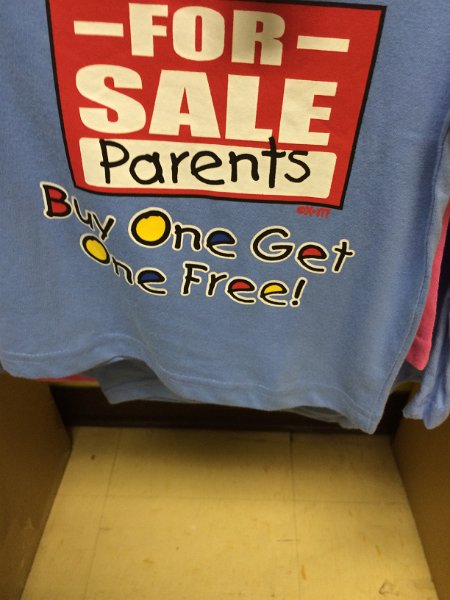 -FOR-
SALE
Parents
Buy One Get
One Free!